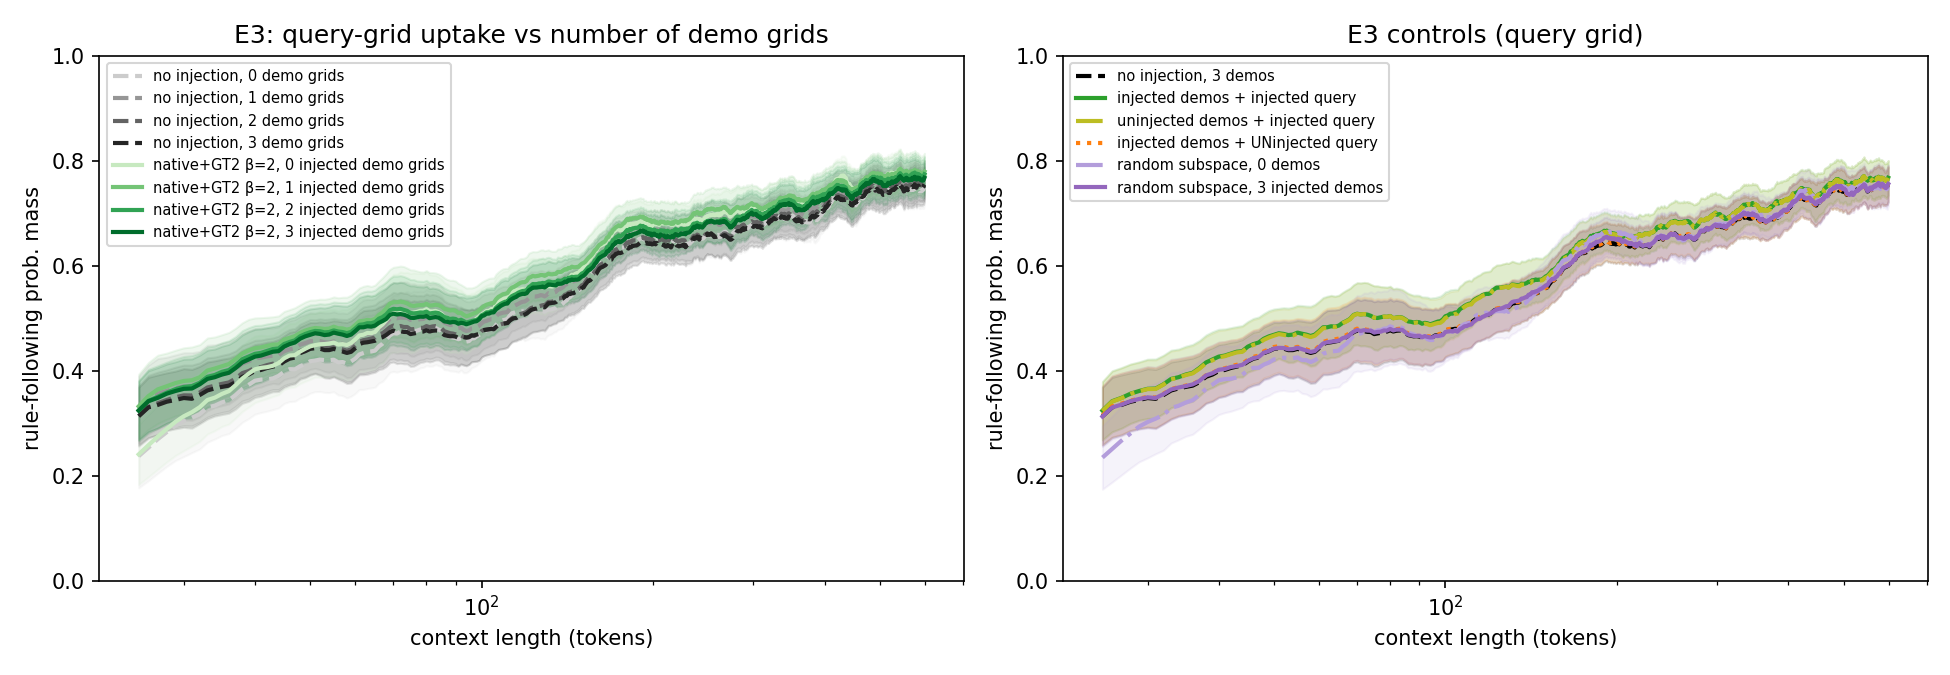 E3: query-grid uptake vs number of demo grids
rule-following prob. mass
1.0
0.8
0.6
0.4
0.2
0.0
no injection, 0 demo grids
no injection, 1 demo grids
no injection, 2 demo grids
no injection, 3 demo grids
native+GT2 β=2, 0 injected demo grids
native+GT2 β=2, 1 injected demo grids
native+GT2 β=2, 2 injected demo grids
native+GT2 β=2, 3 injected demo grids
10²
context length (tokens)
E3 controls (query grid)
rule-following prob. mass
1.0
0.8
0.6
0.4
0.2
0.0
no injection, 3 demos
injected demos + injected query
uninjected demos + injected query
injected demos + UNinjected query
random subspace, 0 demos
random subspace, 3 injected demos
10²
context length (tokens)